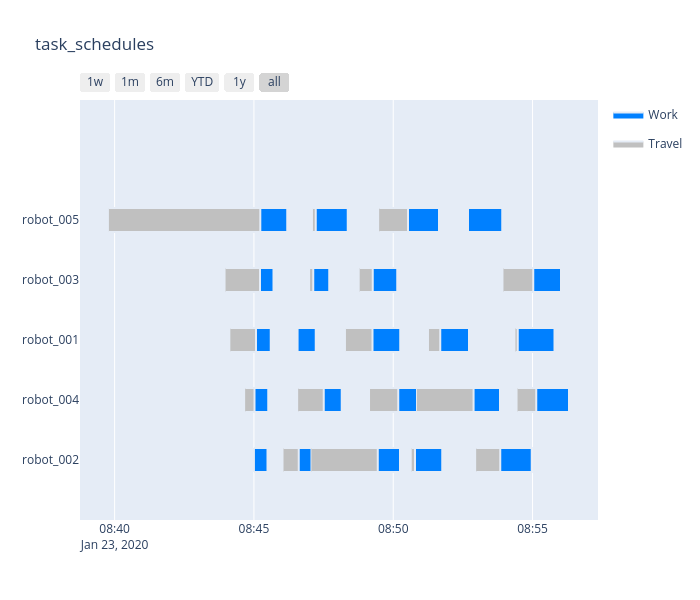 task_schedules
1w 1m 6m YTD 1y all
Work
Travel
robot_005
robot_003
robot_001
robot_004
robot_002
08:40 08:45 08:50 08:55
Jan 23, 2020